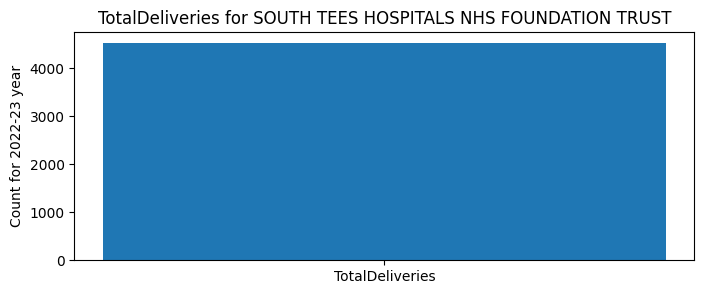 TotalDeliveries for SOUTH TEES HOSPITALS NHS FOUNDATION TRUST
Count for 2022-23 year
4000
3000
2000
1000
0
TotalDeliveries